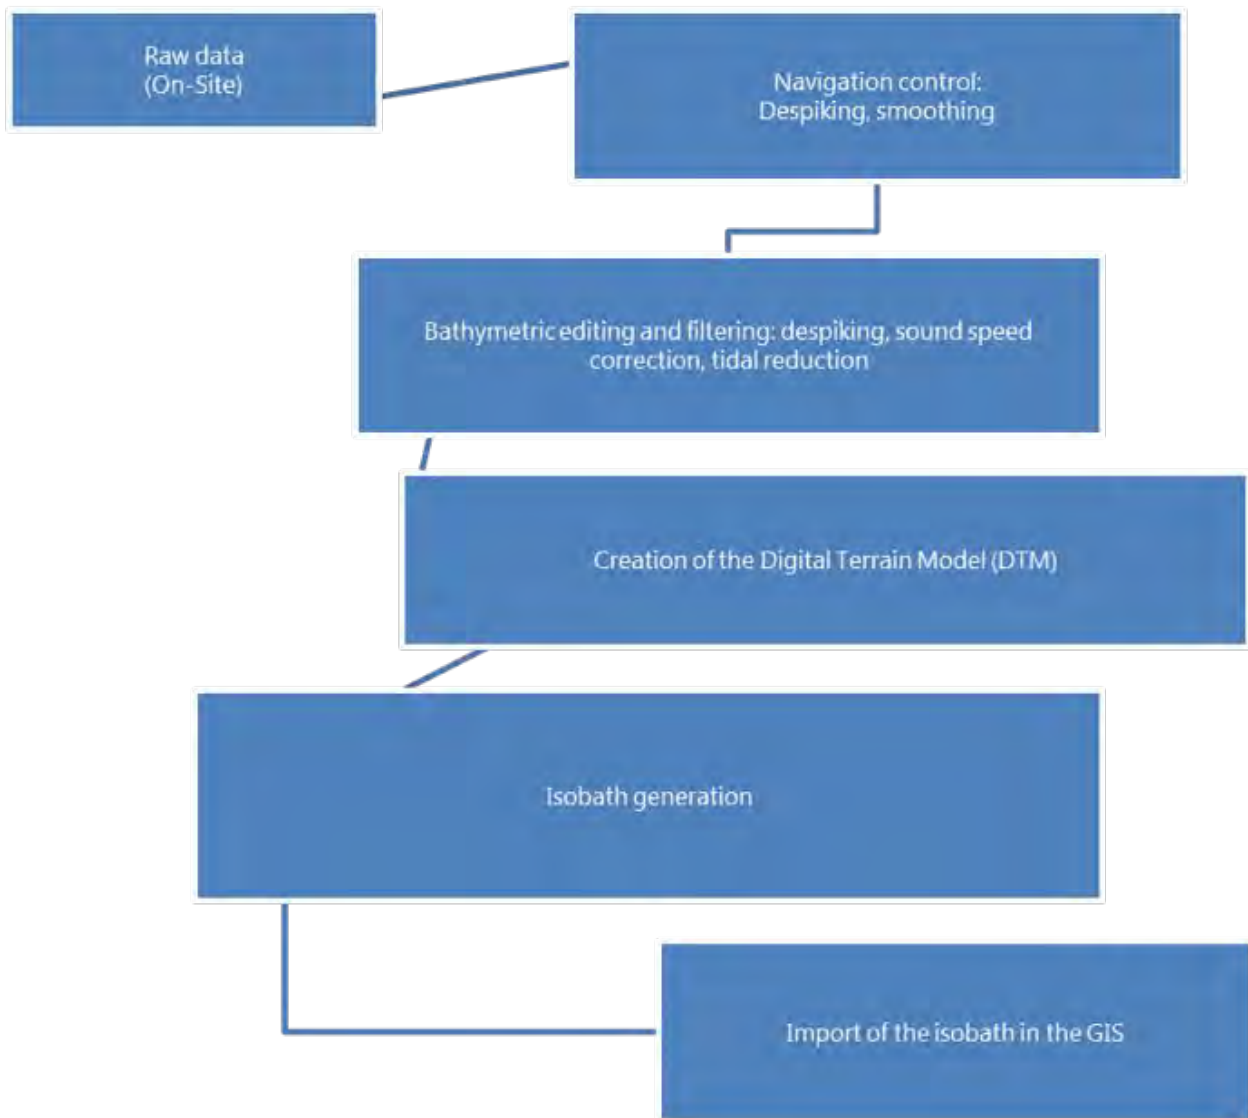 Raw data
(On-Site)
Navigation control:
Despiking, smoothing
Bathymetric editing and filtering: despiking, sound speed
correction, tidal reduction
Creation of the Digital Terrain Model (DTM)
Isobath generation
Import of the isobath in the GIS